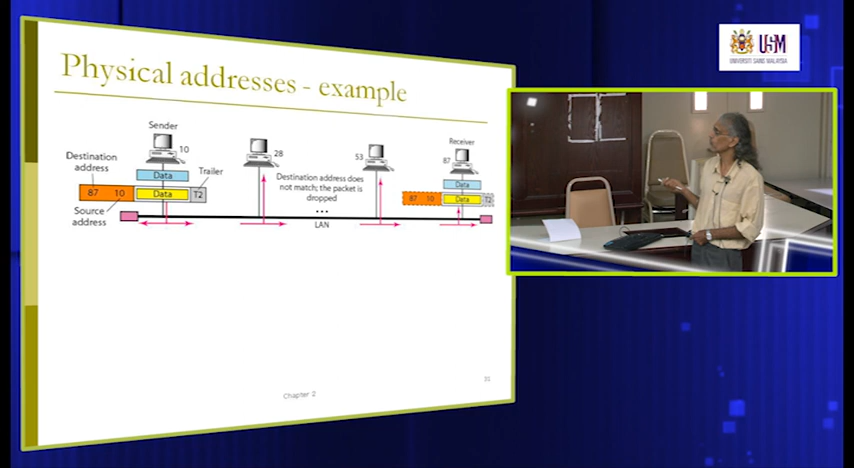 Physical addresses - example
Sender
10
28
53
Receiver
87
Destination
address
Data
Trailer
87 10
Data
T2
Source
address
Destination address does
not match; the packet is
dropped
...
LAN
Data
87 10
Data
T2
Chapter 2
31
USM
UNIVERSITI SAINS MALAYSIA